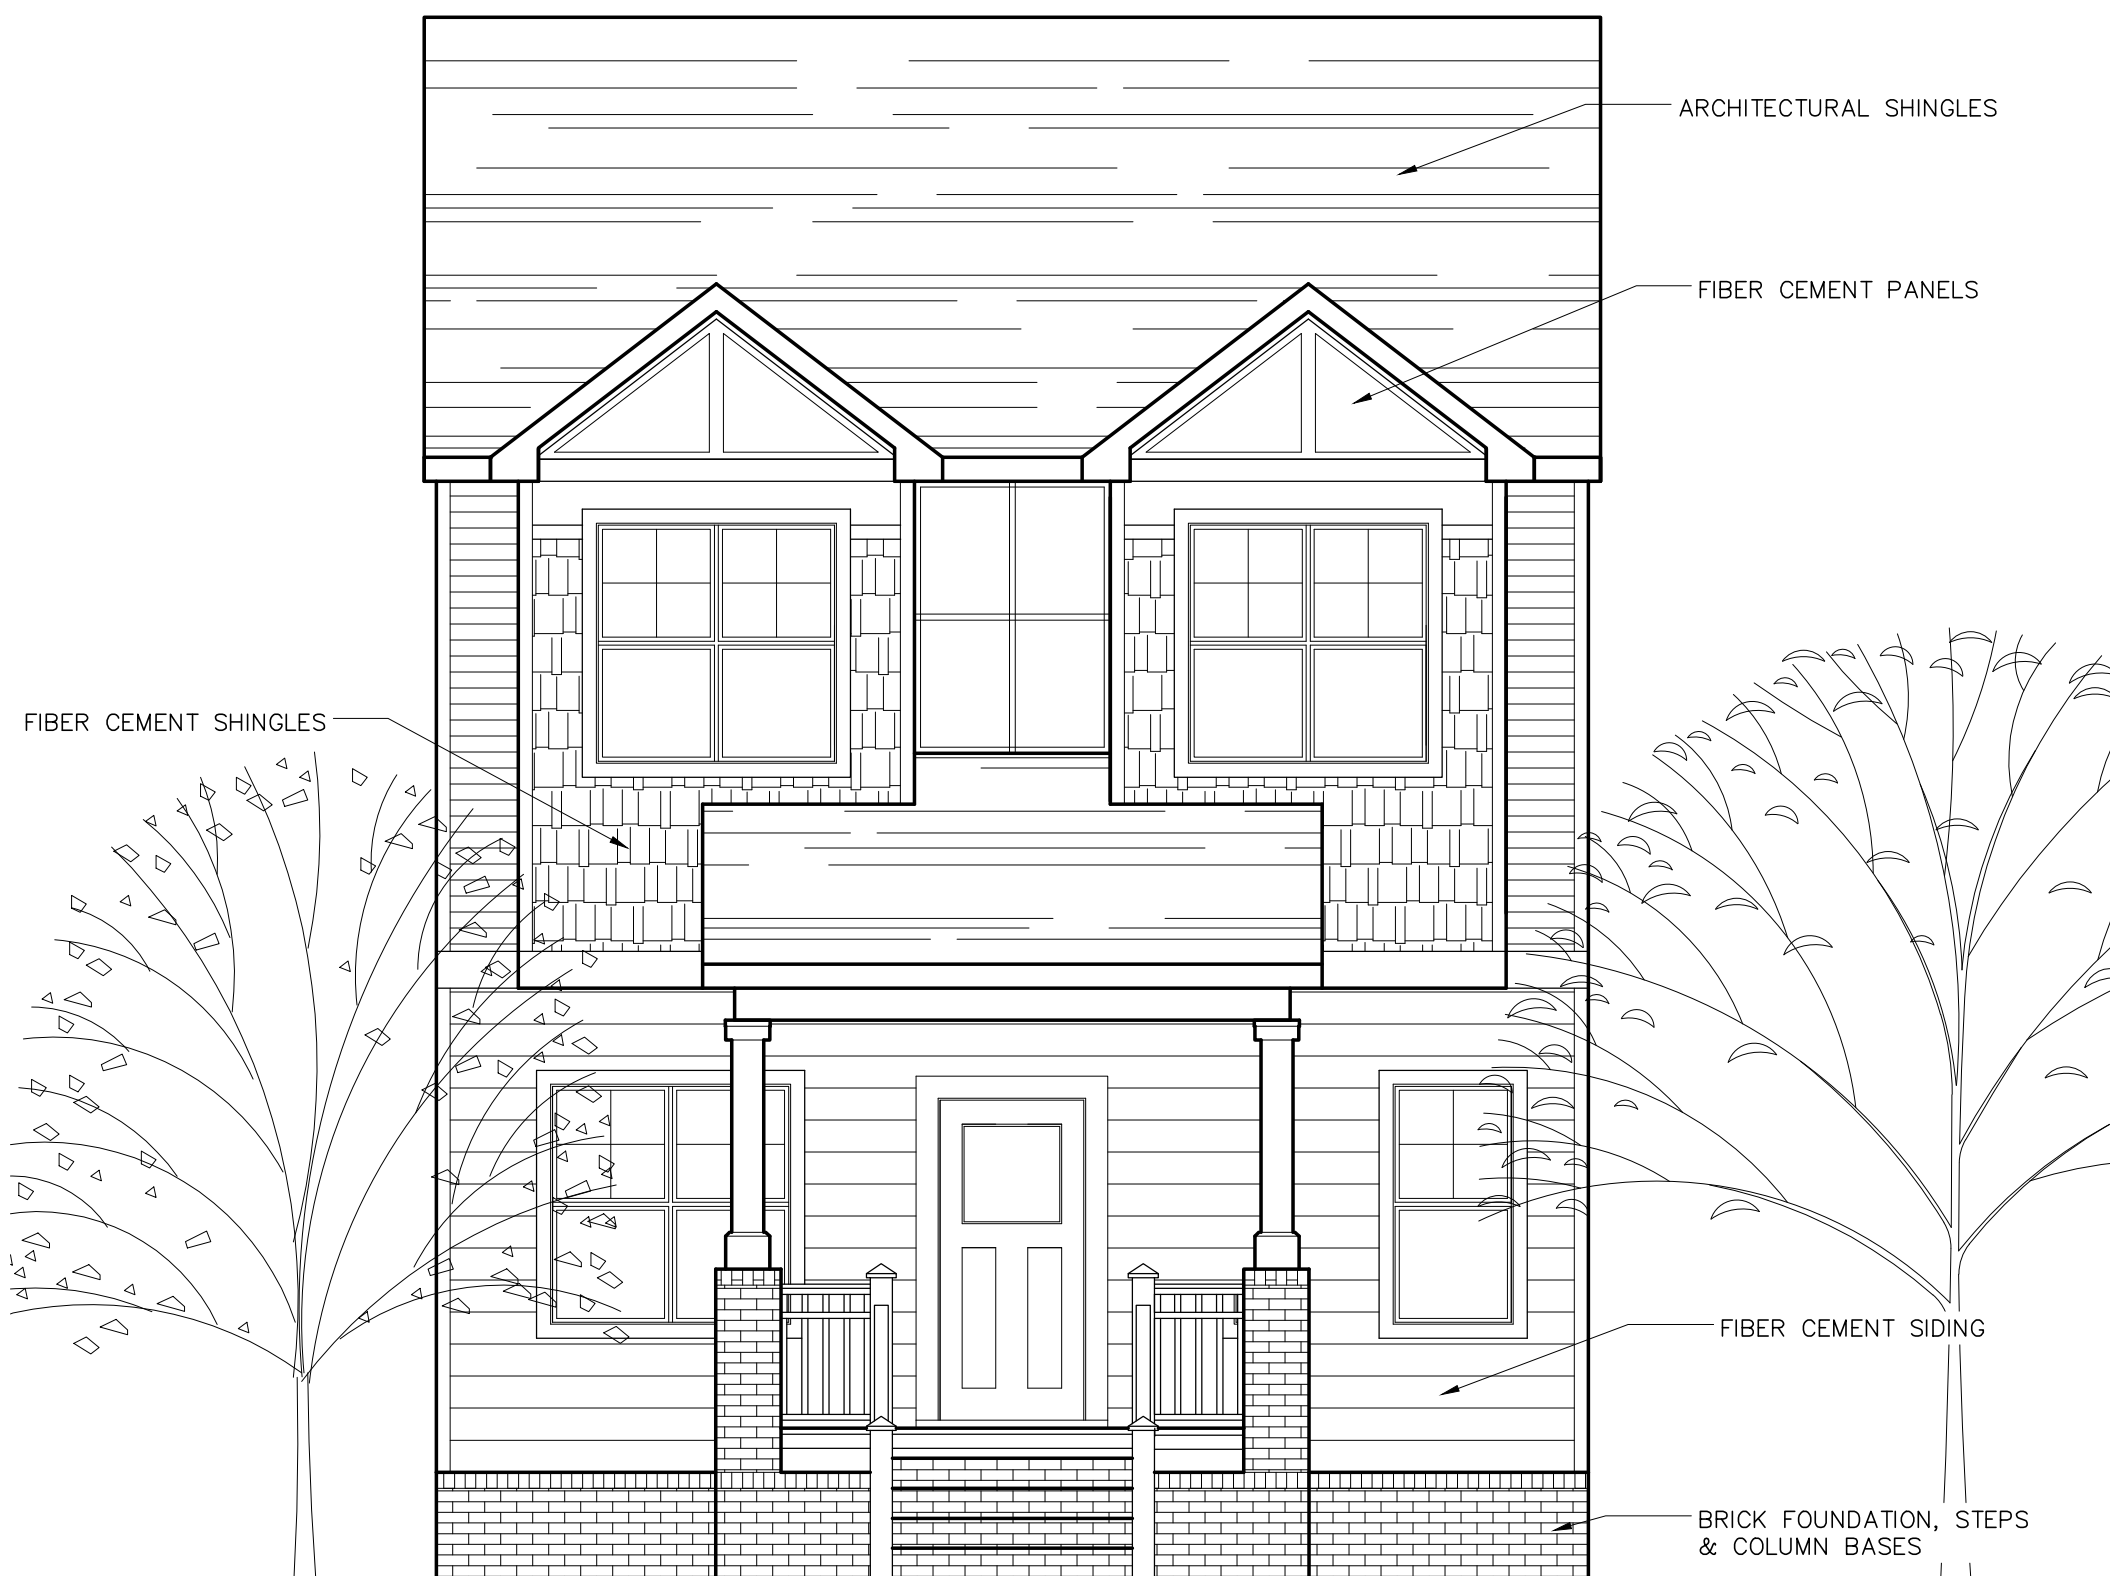 ARCHITECTURAL SHINGLES
FIBER CEMENT PANELS
FIBER CEMENT SHINGLES
FIBER CEMENT SIDING
BRICK FOUNDATION, STEPS
& COLUMN BASES